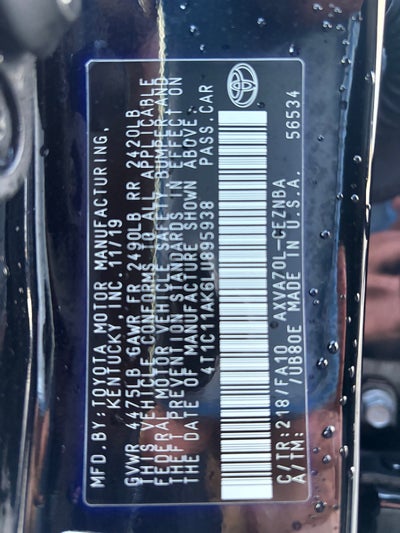 MFD.BY:TOYOTA MOTOR MANUFACTURING,
KENTUCKY, INC. 11/19
GVWR 4475LB GAWR FR 2490LB RR 2420LB
THIS VEHICLE CONFORMS TO ALL APPLICABLE
FEDERAL MOTOR VEHICLE SAFETY, BUMPER AND
THEFT PREVENTION STANDARDS IN EFFECT ON
THE DATE OF MANUFACTURE SHOWN ABOVE.
4T1C11AK6LU895938 PASS.CAR
C/TR:218/FA10 AXVA70L-CEZNBA
A/TM: /UB80E MADE IN U.S.A. 56534